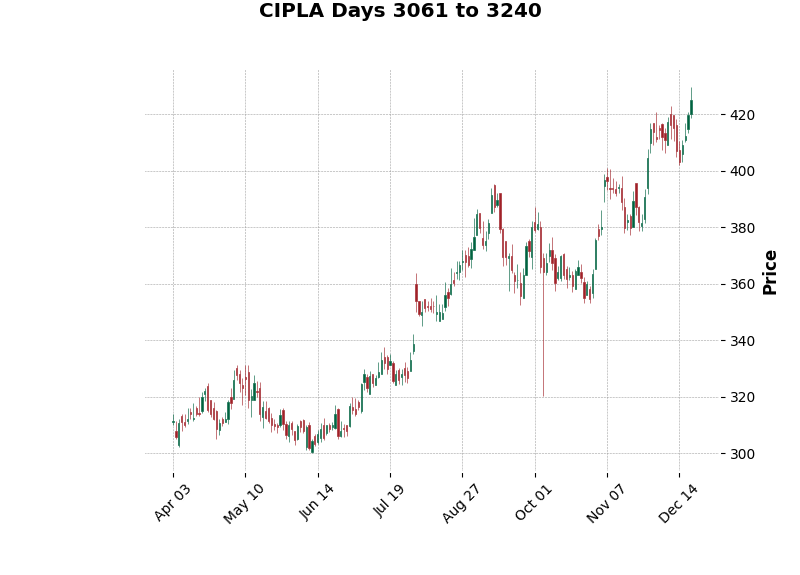 CIPLA Days 3061 to 3240
420
400
380
360
340
320
300
Price
Apr 03
May 10
Jun 14
Jul 19
Aug 27
Oct 01
Nov 07
Dec 14